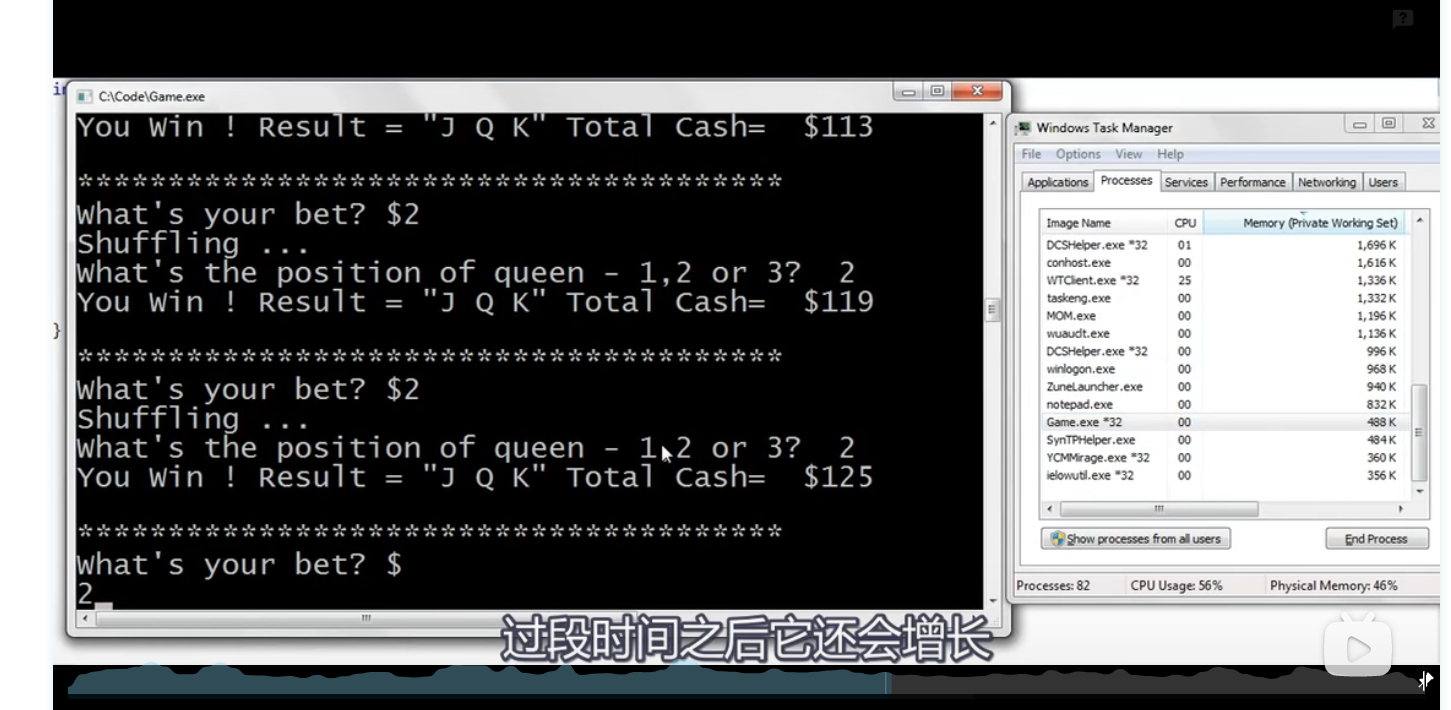 ?
in
C:\Code\Game.exe
You Win ! Result = "J Q K" Total Cash=  $113
***************************************
What's your bet? $2
Shuffling ...
What's the position of queen - 1,2 or 3?  2
You Win ! Result = "J Q K" Total Cash=  $119
}
***************************************
What's your bet? $2
Shuffling ...
What's the position of queen - 1,2 or 3?  2
You Win ! Result = "J Q K" Total Cash=  $125
***************************************
What's your bet? $
2_
Windows Task Manager
File Options View Help
Applications Processes Services Performance Networking Users
Image Name CPU Memory (Private Working Set)
DCSHelper.exe *32 01 1,696 K
conhost.exe 00 1,616 K
WTClient.exe *32 25 1,336 K
taskeng.exe 00 1,332 K
MOM.exe 00 1,196 K
wuauclt.exe 00 1,136 K
DCSHelper.exe *32 00 996 K
winlogon.exe 00 968 K
ZuneLauncher.exe 00 940 K
notepad.exe 00 832 K
Game.exe *32 00 488 K
SynTPHelper.exe 00 484 K
YCMMirage.exe *32 00 360 K
ielowutil.exe *32 00 356 K
Show processes from all users End Process
Processes: 82 CPU Usage: 56% Physical Memory: 46%
过段时间之后它还会增长